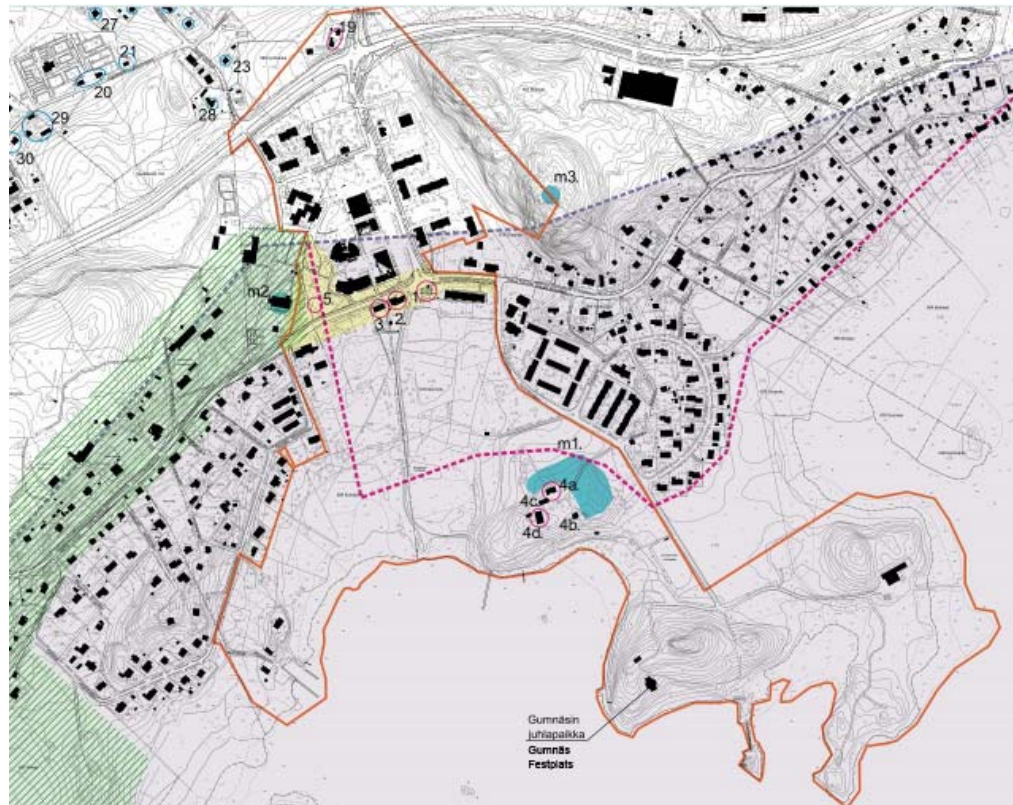 27
19
21
23
20
28
29
30
m3.
m2.
5
1.
2.
3
m1.
4a.
4c.
4b.
4d.
Gumnäsin
juhlapaikka
Gumnäs
Festplats